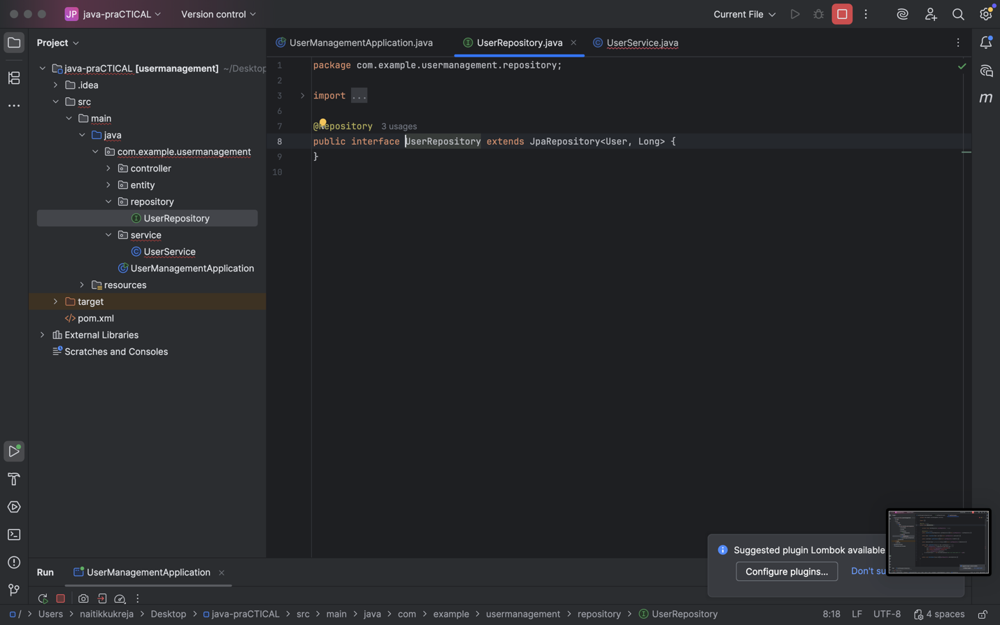 JP java-praCTICAL Version control Current File
Project
UserManagementApplication.java UserRepository.java UserService.java
java-praCTICAL [usermanagement] ~/Desktop
.idea
src
main
java
com.example.usermanagement
controller
entity
repository
UserRepository
service
UserService
UserManagementApplication
resources
target
pom.xml
External Libraries
Scratches and Consoles
1 package com.example.usermanagement.repository;
2
3 import ...
6
7 @Repository 3 usages
8 public interface UserRepository extends JpaRepository<User, Long> {
9 }
10
m
Suggested plugin Lombok available
Configure plugins... Don't su
Run UserManagementApplication
/ > Users > naitikkukreja > Desktop > java-praCTICAL > src > main > java > com > example > usermanagement > repository > UserRepository 8:18 LF UTF-8 4 spaces